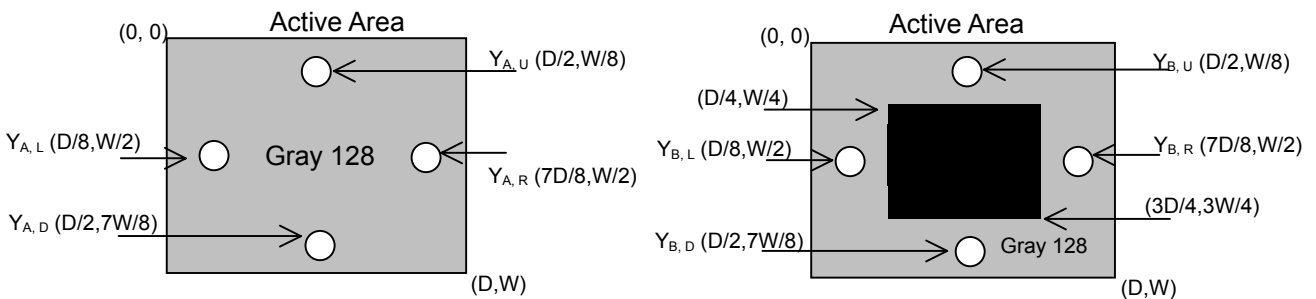 Active Area
(0, 0)
YA, U (D/2,W/8)
YA, L (D/8,W/2)
Gray 128
YA, R (7D/8,W/2)
YA, D (D/2,7W/8)
(D,W)
Active Area
(0, 0)
YB, U (D/2,W/8)
(D/4,W/4)
YB, L (D/8,W/2)
YB, R (7D/8,W/2)
(3D/4,3W/4)
YB, D (D/2,7W/8)
Gray 128
(D,W)